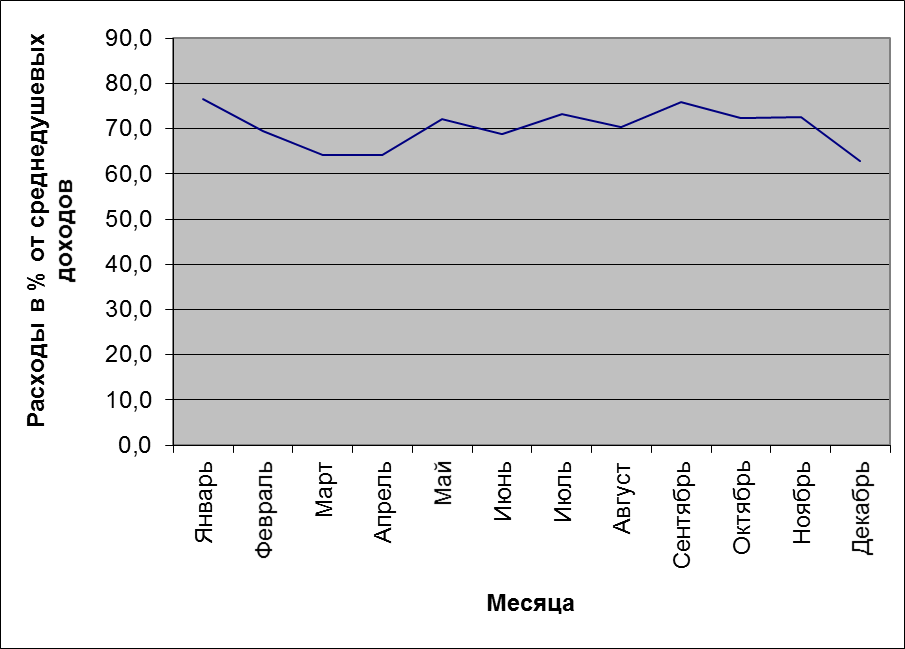 Расходы в % от среднедушевых
доходов
90,0
80,0
70,0
60,0
50,0
40,0
30,0
20,0
10,0
0,0
Январь
Февраль
Март
Апрель
Май
Июнь
Июль
Август
Сентябрь
Октябрь
Ноябрь
Декабрь
Месяца